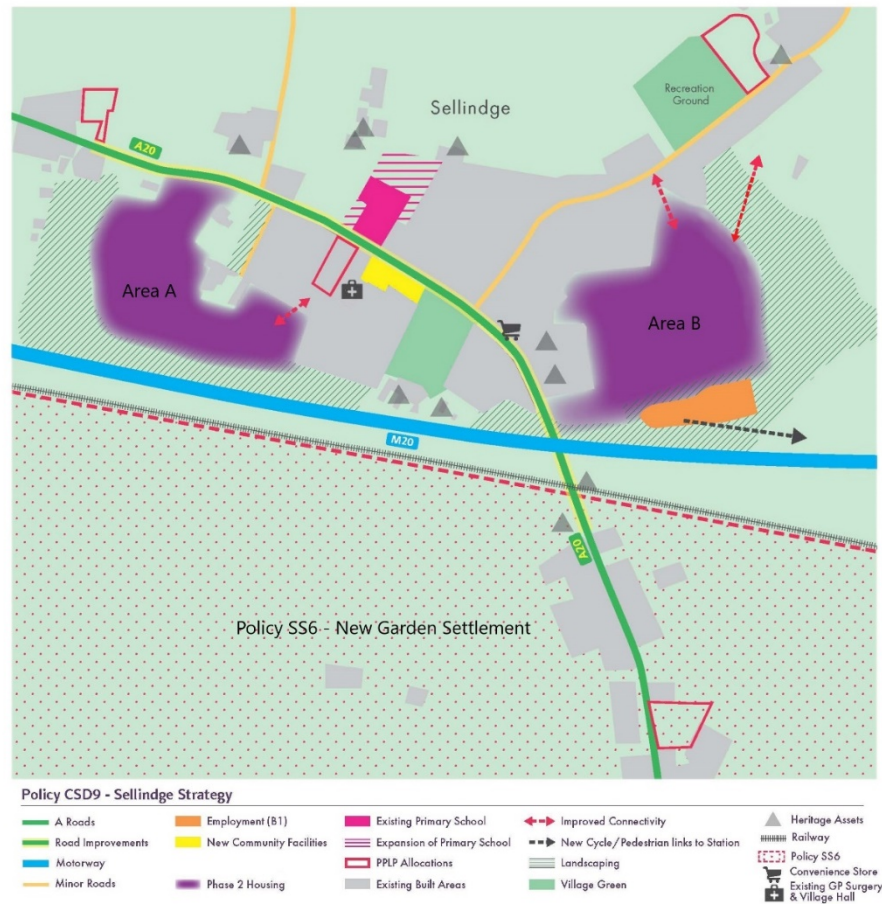 Recreation
Ground
Sellindge
A20
Area A
Area B
M20
A20
Policy SS6 - New Garden Settlement
Policy CSD9 - Sellindge Strategy
A Roads
Road Improvements
Motorway
Minor Roads
Employment (B1)
New Community Facilities
Phase 2 Housing
Existing Primary School
Expansion of Primary School
PPLP Allocations
Existing Built Areas
Improved Connectivity
New Cycle/Pedestrian links to Station
Landscaping
Village Green
Heritage Assets
Railway
Policy SS6
Convenience Store
Existing GP Surgery
& Village Hall